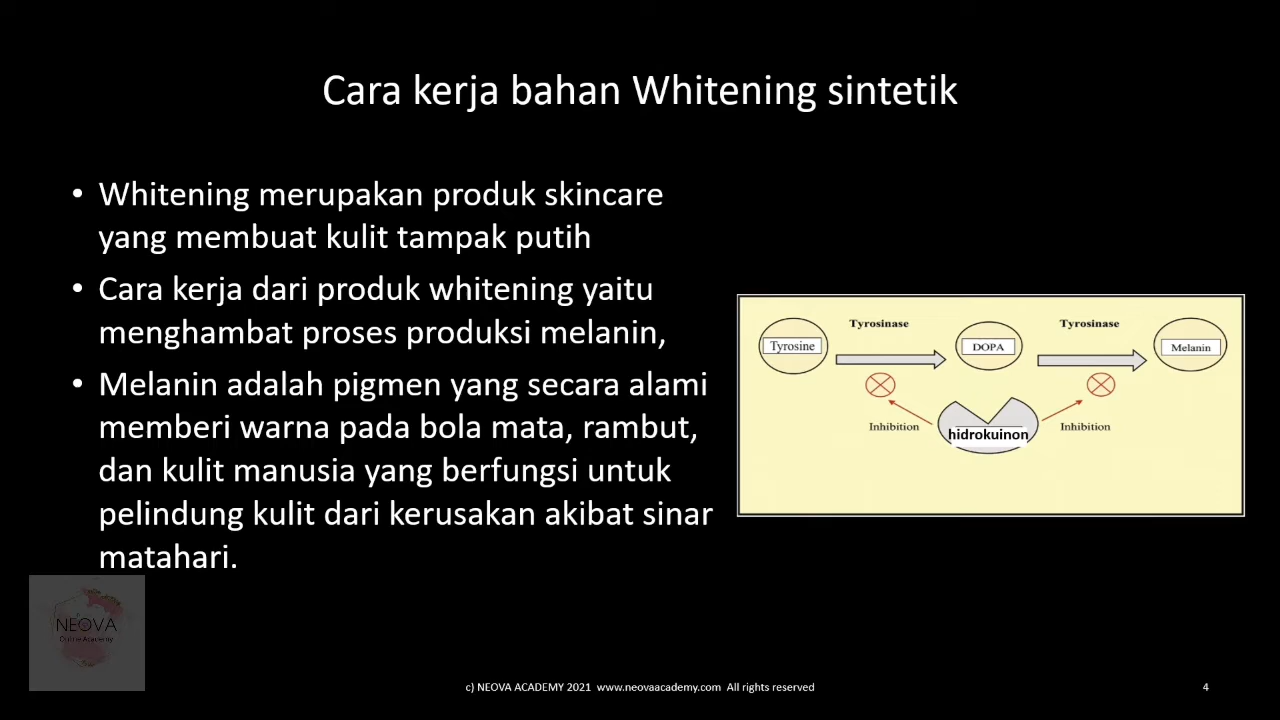 Cara kerja bahan Whitening sintetik
• Whitening merupakan produk skincare
yang membuat kulit tampak putih
• Cara kerja dari produk whitening yaitu
menghambat proses produksi melanin,
• Melanin adalah pigmen yang secara alami
memberi warna pada bola mata, rambut,
dan kulit manusia yang berfungsi untuk
pelindung kulit dari kerusakan akibat sinar
matahari.
Tyrosinase
Tyrosinase
Tyrosine
DOPA
Melanin
Inhibition
hidrokuinon
Inhibition
NEOVA
Online Academy
c) NEOVA ACADEMY 2021 www.neovaacademy.com All rights reserved
4